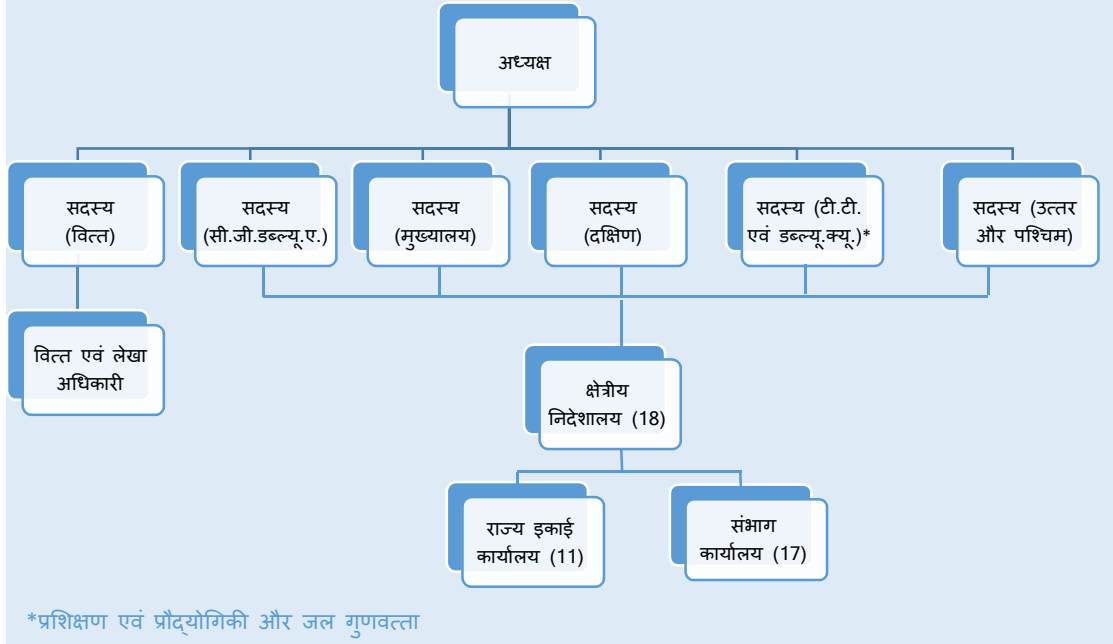 अध्यक्ष
सदस्य
(वित्त)
सदस्य
(सी.जी.डब्ल्यू.ए.)
सदस्य
(मुख्यालय)
सदस्य
(दक्षिण)
सदस्य (टी.टी.
एवं डब्ल्यू.क्यू.)*
सदस्य (उत्तर
और पश्चिम)
वित्त एवं लेखा
अधिकारी
क्षेत्रीय
निदेशालय (18)
राज्य इकाई
कार्यालय (11)
संभाग
कार्यालय (17)
*प्रशिक्षण एवं प्रौद्योगिकी और जल गुणवत्ता